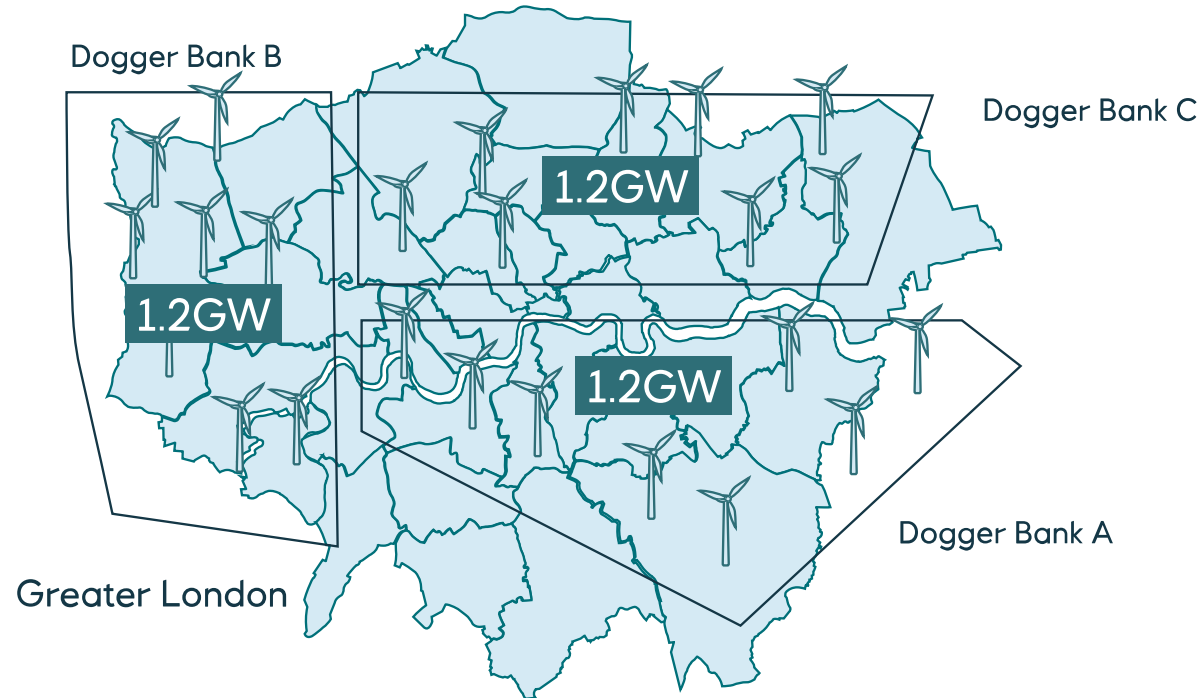 Dogger Bank B
Dogger Bank C
1.2GW
1.2GW
1.2GW
Dogger Bank A
Greater London